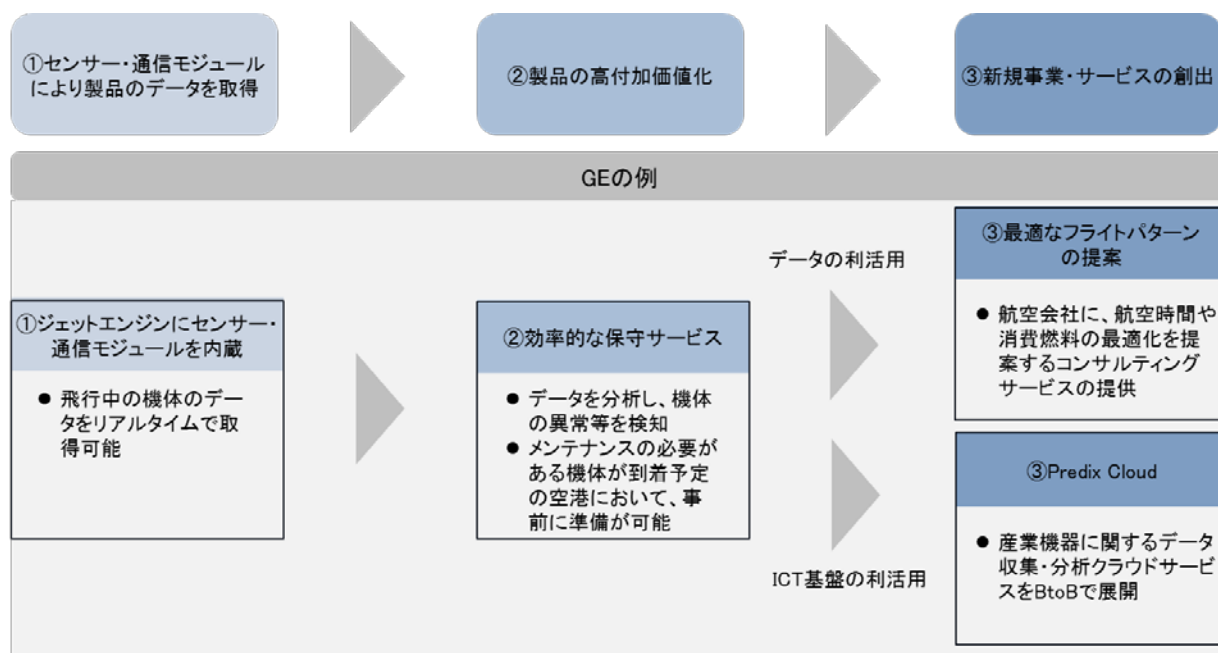 ①センサー・通信モジュール
により製品のデータを取得
②製品の高付加価値化
③新規事業・サービスの創出
GEの例
①ジェットエンジンにセンサー・
通信モジュールを内蔵
● 飛行中の機体のデー
タをリアルタイムで取
得可能
②効率的な保守サービス
● データを分析し、機体
の異常等を検知
● メンテナンスの必要が
ある機体が到着予定
の空港において、事
前に準備が可能
データの利活用
ICT基盤の利活用
③最適なフライトパターン
の提案
● 航空会社に、航空時間や
消費燃料の最適化を提
案するコンサルティング
サービスの提供
③Predix Cloud
● 産業機器に関するデータ
収集・分析クラウドサービ
スをBtoBで展開